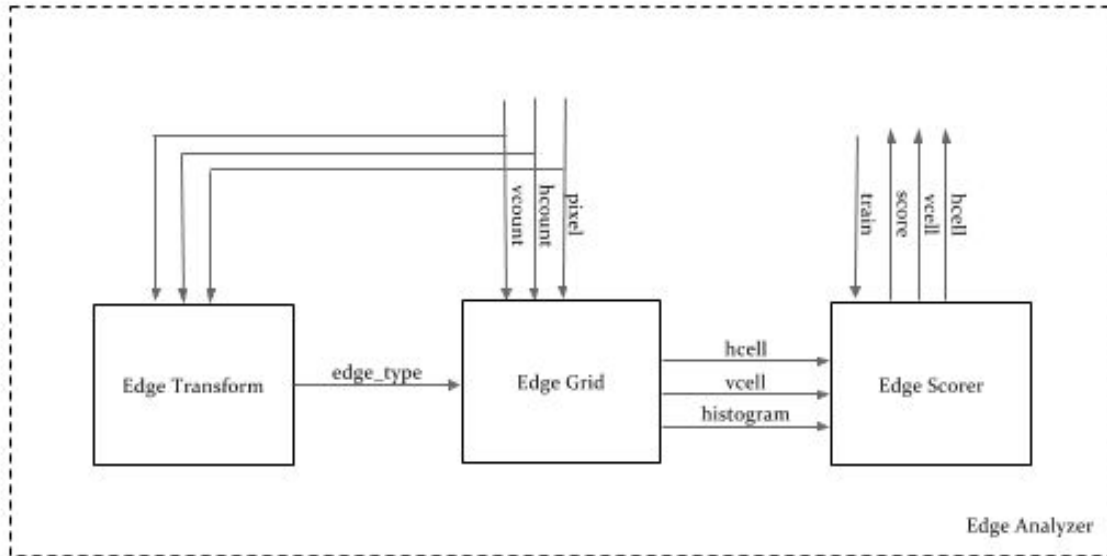 vcount
hcount
pixel
train
score
vcell
hcell
Edge Transform
edge_type
Edge Grid
hcell
vcell
histogram
Edge Scorer
Edge Analyzer